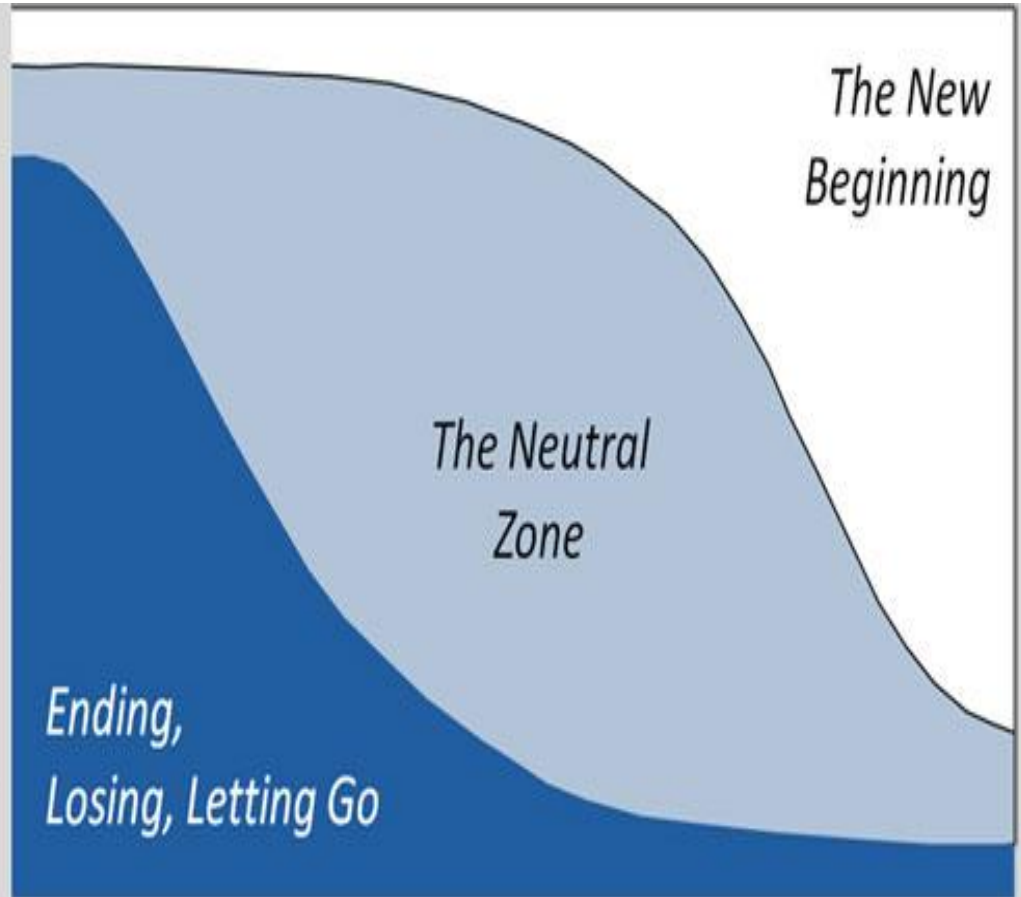 The New
Beginning
The Neutral
Zone
Ending,
Losing, Letting Go